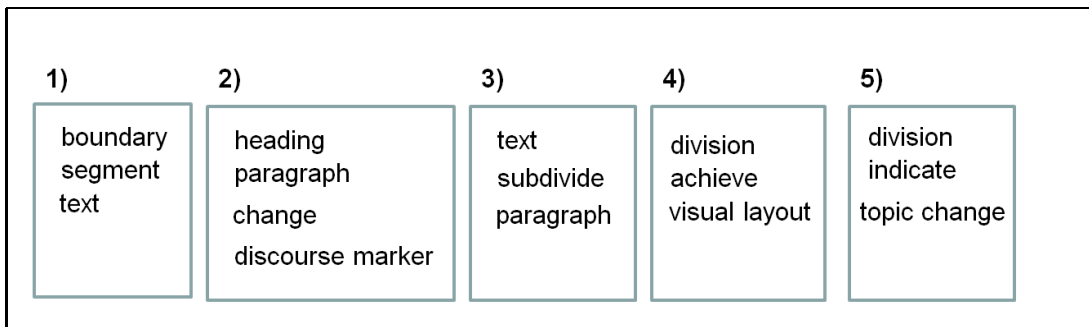 1)
boundary
segment
text
2)
heading
paragraph
change
discourse marker
3)
text
subdivide
paragraph
4)
division
achieve
visual layout
5)
division
indicate
topic change